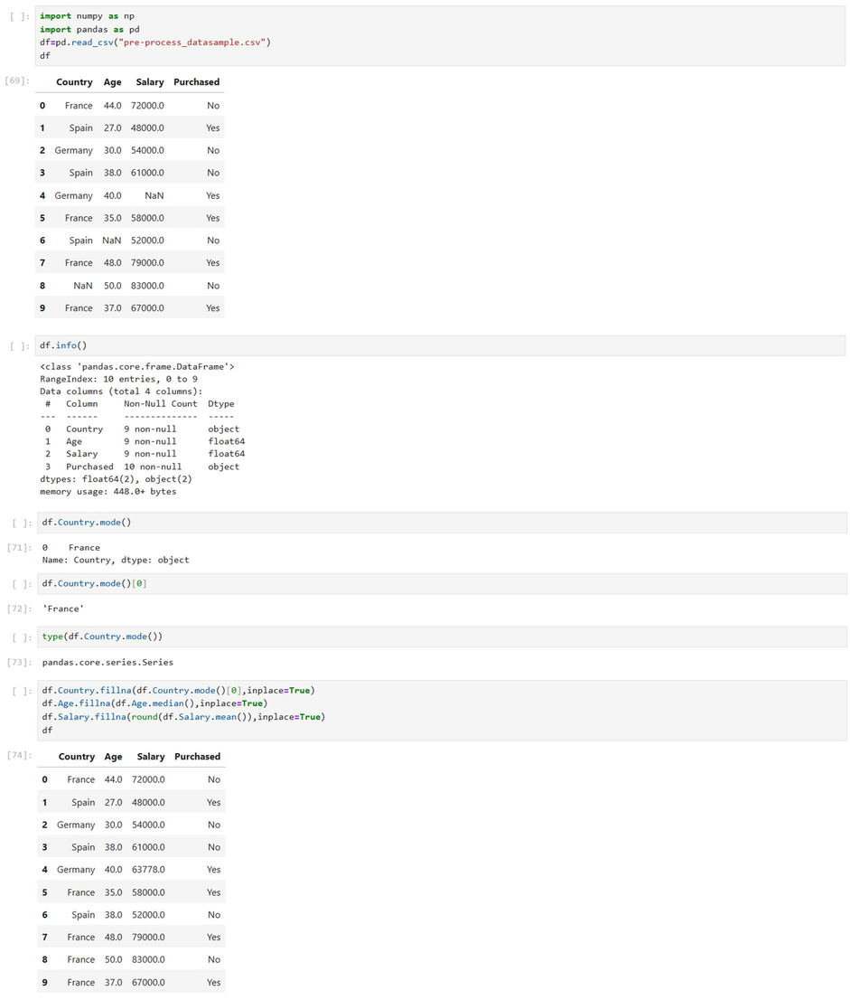 [ ]: import numpy as np
import pandas as pd
df=pd.read_csv("pre-process_datasample.csv")
df
[69]: Country Age Salary Purchased
0 France 44.0 72000.0 No
1 Spain 27.0 48000.0 Yes
2 Germany 30.0 54000.0 No
3 Spain 38.0 61000.0 No
4 Germany 40.0 NaN Yes
5 France 35.0 58000.0 Yes
6 Spain NaN 52000.0 No
7 France 48.0 79000.0 Yes
8 NaN 50.0 83000.0 No
9 France 37.0 67000.0 Yes
[ ]: df.info()
<class 'pandas.core.frame.DataFrame'>
RangeIndex: 10 entries, 0 to 9
Data columns (total 4 columns):
# Column Non-Null Count Dtype
--- ------ -------------- -----
0 Country 9 non-null object
1 Age 9 non-null float64
2 Salary 9 non-null float64
3 Purchased 10 non-null object
dtypes: float64(2), object(2)
memory usage: 448.0+ bytes
[ ]: df.Country.mode()
[71]: 0 France
Name: Country, dtype: object
[ ]: df.Country.mode()[0]
[72]: 'France'
[ ]: type(df.Country.mode())
[73]: pandas.core.series.Series
[ ]: df.Country.fillna(df.Country.mode()[0],inplace=True)
df.Age.fillna(df.Age.median(),inplace=True)
df.Salary.fillna(round(df.Salary.mean()),inplace=True)
df
[74]: Country Age Salary Purchased
0 France 44.0 72000.0 No
1 Spain 27.0 48000.0 Yes
2 Germany 30.0 54000.0 No
3 Spain 38.0 61000.0 No
4 Germany 40.0 63778.0 Yes
5 France 35.0 58000.0 Yes
6 Spain 38.0 52000.0 No
7 France 48.0 79000.0 Yes
8 France 50.0 83000.0 No
9 France 37.0 67000.0 Yes